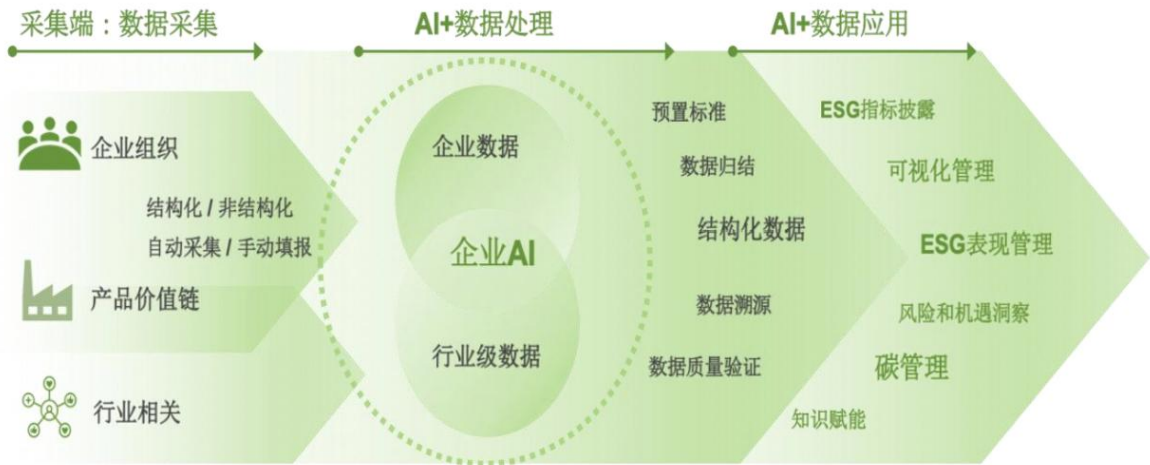 采集端：数据采集
AI+数据处理
AI+数据应用
企业组织
结构化 / 非结构化
自动采集 / 手动填报
产品价值链
行业相关
企业数据
企业AI
行业级数据
预置标准
数据归结
结构化数据
数据溯源
数据质量验证
ESG指标披露
可视化管理
ESG表现管理
风险和机遇洞察
碳管理
知识赋能